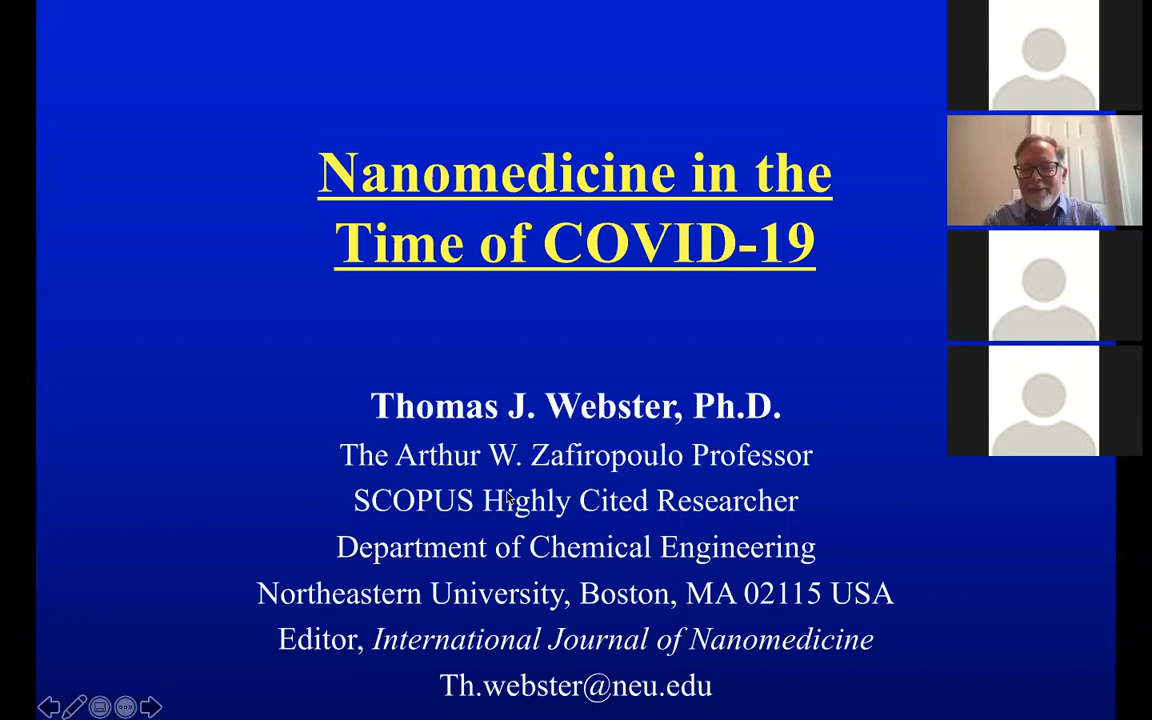 Nanomedicine in the
Time of COVID-19
Thomas J. Webster, Ph.D.
The Arthur W. Zafiropoulo Professor
SCOPUS Highly Cited Researcher
Department of Chemical Engineering
Northeastern University, Boston, MA 02115 USA
Editor, International Journal of Nanomedicine
Th.webster@neu.edu